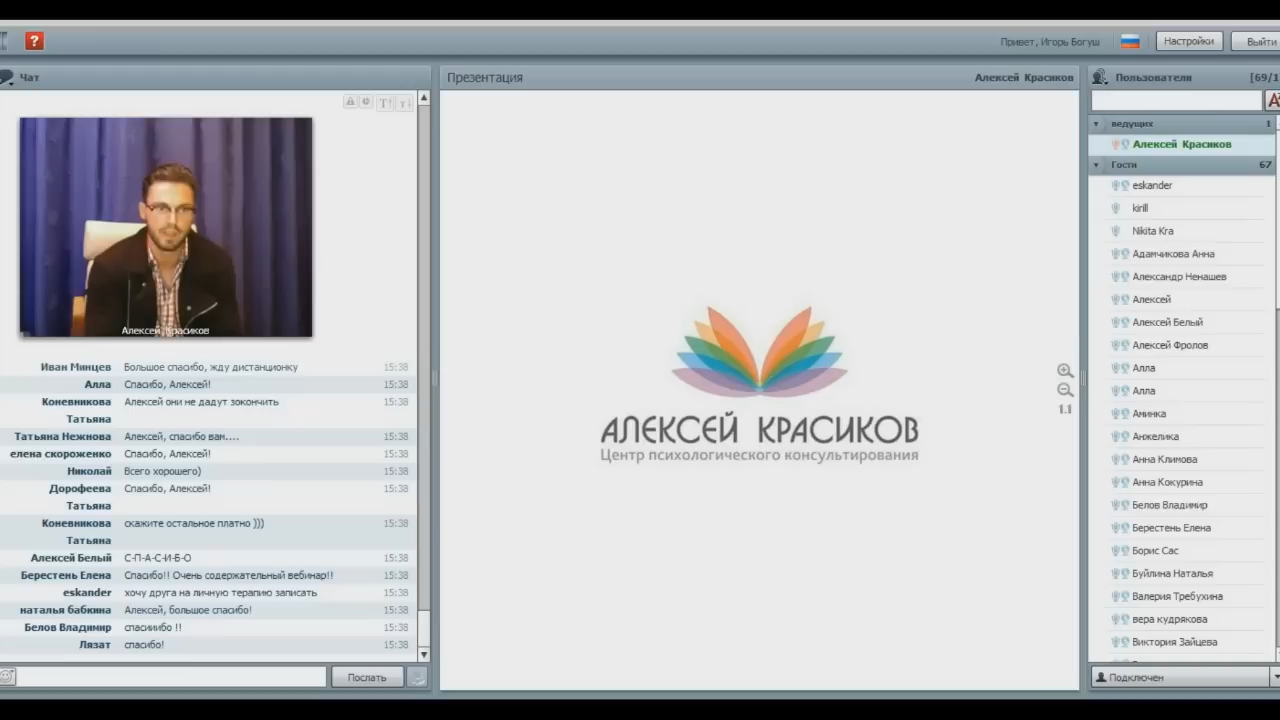 ?
Привет, Игорь Богуш
Настройки
Выйти
Чат
Презентация
Алексей Красиков
Пользователи
[69/1
T↑
T↓
ведущих 1
Алексей Красиков
Гости 67
Алексей Красиков
Иван Минцев Большое спасибо, жду дистанционку 15:38
Алла Спасибо, Алексей! 15:38
Коневникова Алексей они не дадут зокончить 15:38
Татьяна
Татьяна Нежнова Алексей, спасибо вам.... 15:38
елена скороженко Спасибо, Алексей! 15:38
Николай Всего хорошего) 15:38
Дорофеева Спасибо, Алексей! 15:38
Татьяна
Коневникова скажите остальное платно ))) 15:38
Татьяна
Алексей Белый С-П-А-С-И-Б-О 15:38
Берестень Елена Спасибо!! Очень содержательный вебинар!! 15:38
eskander хочу друга на личную терапию записать 15:38
наталья бабкина Алексей, большое спасибо! 15:38
Белов Владимир спасииибо !! 15:38
Лязат спасибо! 15:38
Послать
АЛЕКСЕЙ КРАСИКОВ
Центр психологического консультирования
1:1
eskander
kirill
Nikita Kra
Адамчикова Анна
Александр Ненашев
Алексей
Алексей Белый
Алексей Фролов
Алла
Алла
Анинка
Анжелика
Анна Климова
Анна Кокурина
Белов Владимир
Берестень Елена
Борис Сас
Буйлина Наталья
Валерия Требухина
вера кудрякова
Виктория Зайцева
Подключен